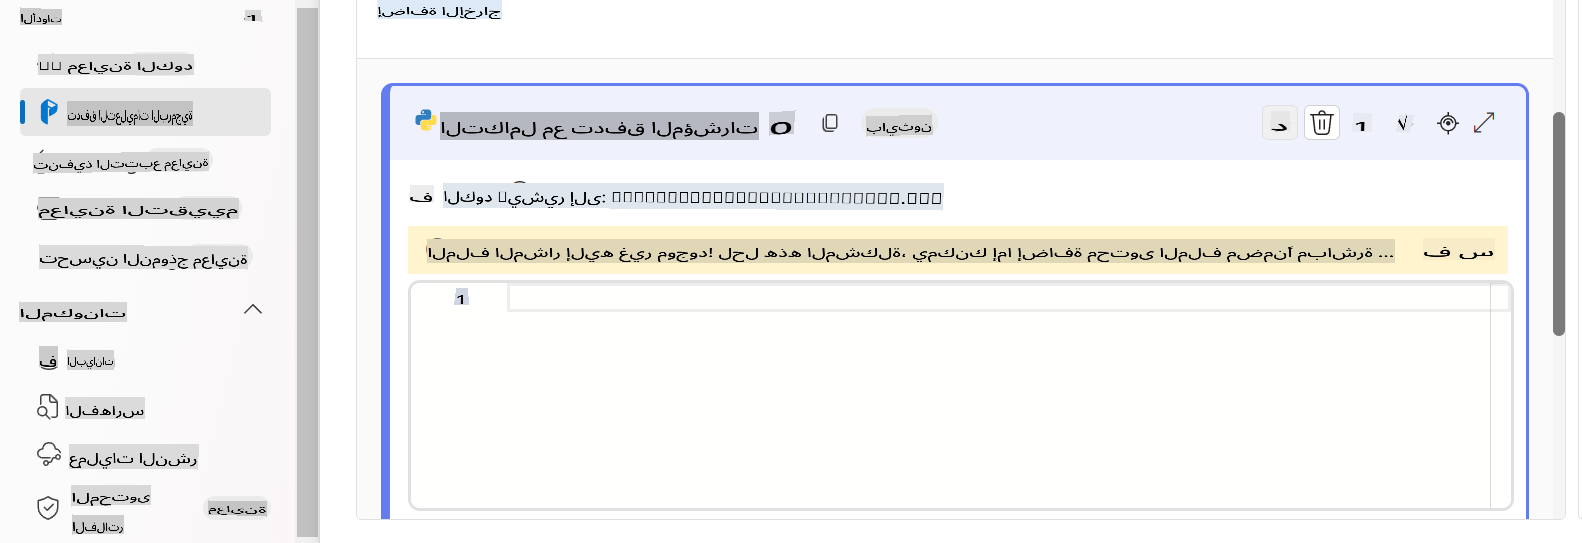 الأدوات
معاينة الكود
تدفق التعليمات البرمجية
تنفيذ التتبع معاينة
معاينة التقييم
تحسين النموذج معاينة
المكونات
ف البيانات
الفهارس
عمليات النشر
المحتوى
الفلاتر
معاينة
إضافة الإخراج
التكامل مع تدفق المؤشرات
بايثون
د
1
√
ف الكود يشير إلى:
الملف المشار إليه غير موجود! لحل هذه المشكلة، يمكنك إما إضافة محتوى الملف مضمنًا مباشرة ...
ف س
1